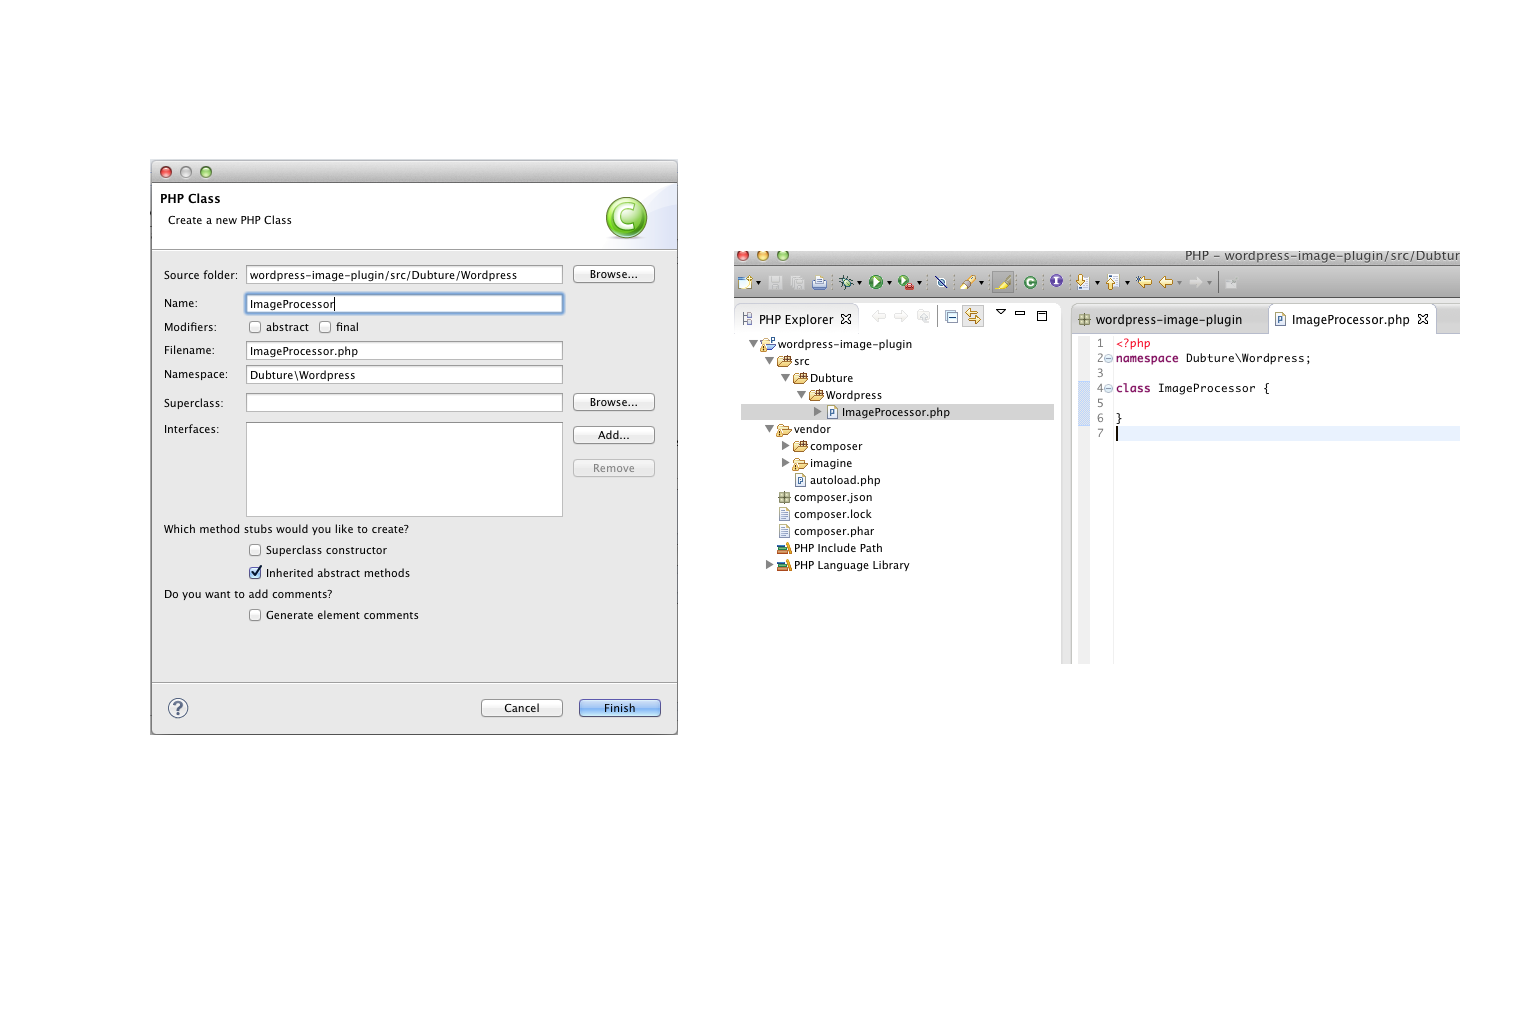 PHP Class
Create a new PHP Class
C
Source folder: wordpress-image-plugin/src/Dubture/Wordpress Browse...
Name: ImageProcessor
Modifiers: abstract final
Filename: ImageProcessor.php
Namespace: Dubture\Wordpress
Superclass: Browse...
Interfaces: Add...
Remove
Which method stubs would you like to create?
Superclass constructor
Inherited abstract methods
Do you want to add comments?
Generate element comments
? Cancel Finish
PHP - wordpress-image-plugin/src/Dubtur
PHP Explorer
wordpress-image-plugin
src
Dubture
Wordpress
ImageProcessor.php
vendor
composer
imagine
autoload.php
composer.json
composer.lock
composer.phar
PHP Include Path
PHP Language Library
wordpress-image-plugin ImageProcessor.php
1 <?php
2 namespace Dubture\Wordpress;
3
4 class ImageProcessor {
5
6 }
7